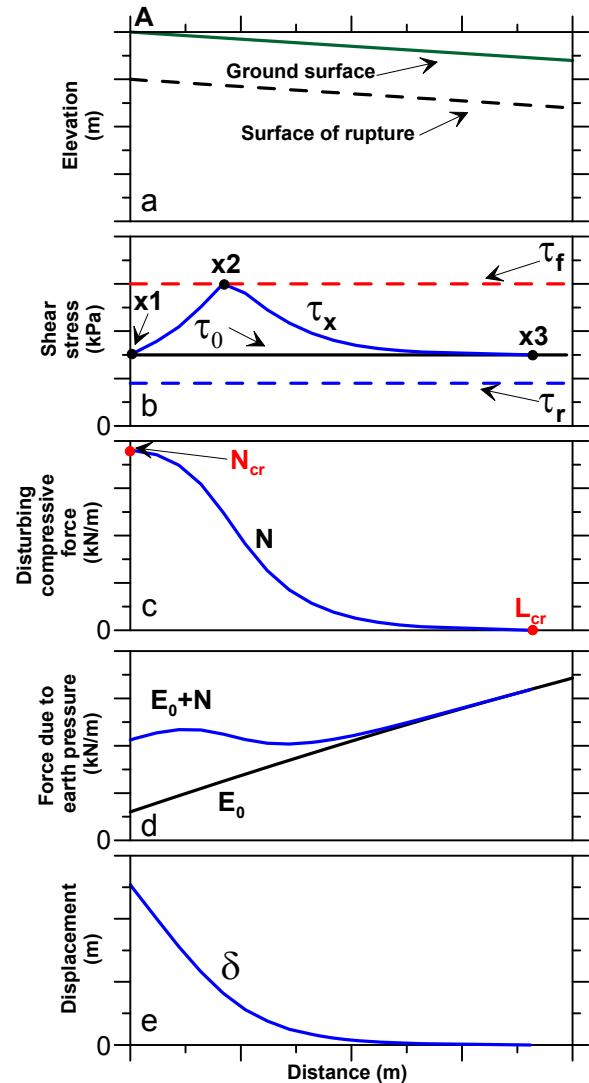 A
Ground surface
Surface of rupture
Elevation
(m)
a
x2
τf
x1
τx
τ0
x3
τr
Shear
stress
(kPa)
0
b
Ncr
N
Lcr
Disturbing
compressive
force
(kN/m)
0
c
E0+N
E0
Force due to
earth pressure
(kN/m)
0
d
δ
Displacement
(m)
0
e
Distance (m)